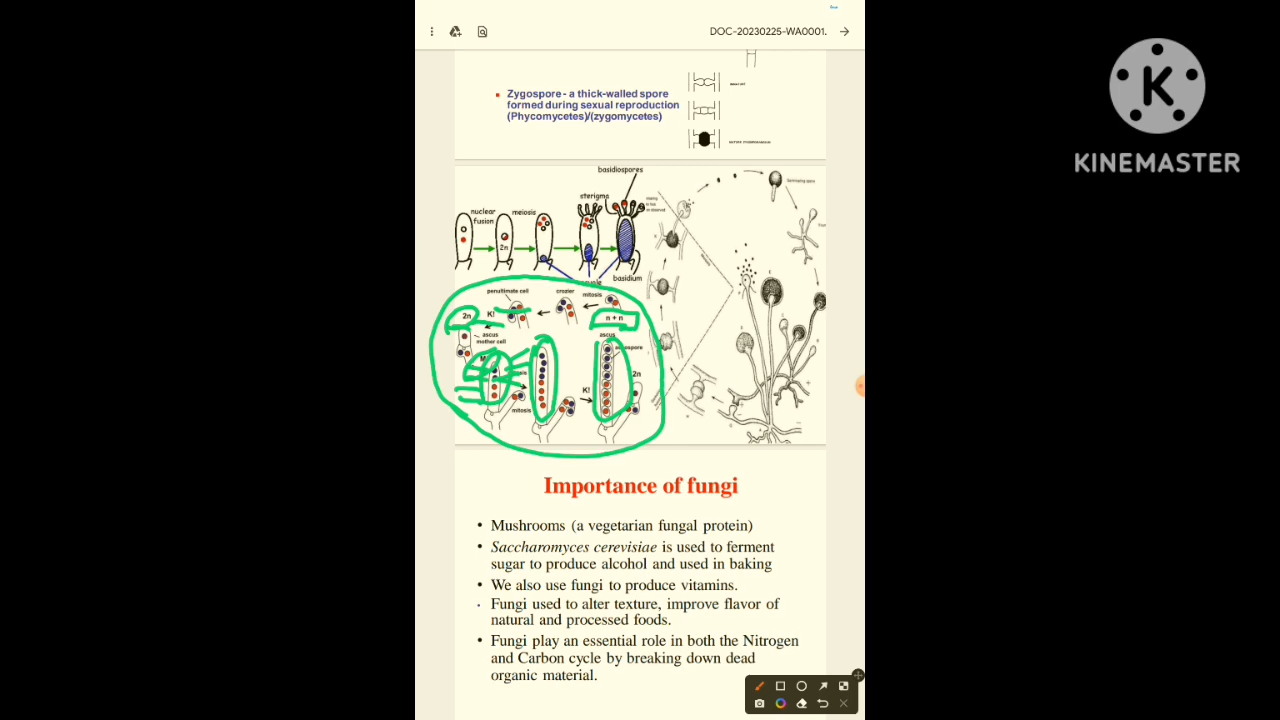 DOC-20230225-WA0001.
Zygospore - a thick-walled spore
formed during sexual reproduction
(Phycomycetes)/(zygomycetes)
basidiospores
sterigma
nuclear
fusion
meiosis
2n
basidium
penultimate cell
crozier
mitosis
2n
K!
n + n
ascus
mother cell
ascus
2n
K!
mitosis
Germinating spore
KINEMASTER
Importance of fungi
• Mushrooms (a vegetarian fungal protein)
• Saccharomyces cerevisiae is used to ferment
sugar to produce alcohol and used in baking
• We also use fungi to produce vitamins.
• Fungi used to alter texture, improve flavor of
natural and processed foods.
• Fungi play an essential role in both the Nitrogen
and Carbon cycle by breaking down dead
organic material.